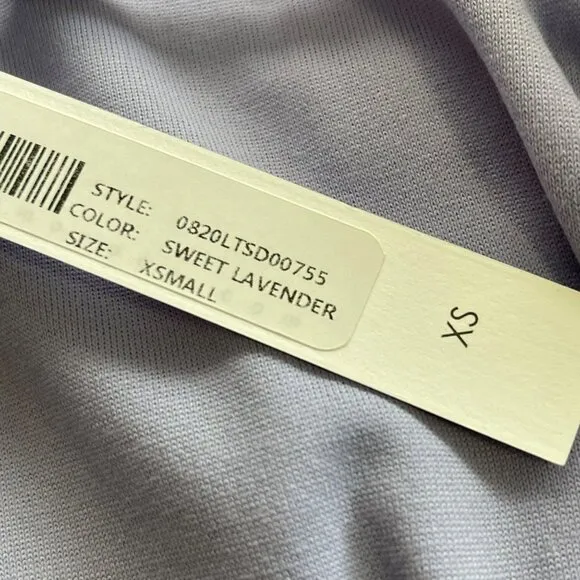 STYLE: 0820LTSD00755
COLOR: SWEET LAVENDER
SIZE: XSMALL
XS